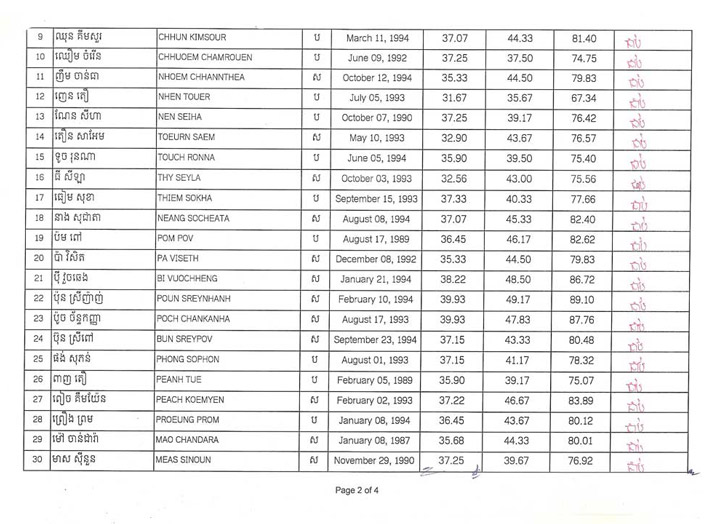 9 ឈុន គឹមសួរ CHHUN KIMSOUR ប March 11, 1994 37.07 44.33 81.40 ជាប់
10 ឈឿម ចំរើន CHHUOEM CHAMROUEN ប June 09, 1992 37.25 37.50 74.75 ជាប់
11 ញឹម ចាន់ធា NHOEM CHHANNTHEA ស October 12, 1994 35.33 44.50 79.83 ជាប់
12 ញេន តឿ NHEN TOUER ប July 05, 1993 31.67 35.67 67.34 ជាប់
13 ណែន សីហា NEN SEIHA ប October 07, 1990 37.25 39.17 76.42 ជាប់
14 តឿន សាអែម TOEURN SAEM ស May 10, 1993 32.90 43.67 76.57 ជាប់
15 ទូច រុនណា TOUCH RONNA ប June 05, 1994 35.90 39.50 75.40 ជាប់
16 ធី សីឡា THY SEYLA ស October 03, 1993 32.56 43.00 75.56 ជាប់
17 ធៀម សុខា THIEM SOKHA ប September 15, 1993 37.33 40.33 77.66 ជាប់
18 នាង សុជាតា NEANG SOCHEATA ស August 08, 1994 37.07 45.33 82.40 ជាប់
19 ប៉ម ពៅ POM POV ប August 17, 1989 36.45 46.17 82.62 ជាប់
20 ប៉ា វិសិត PA VISETH ស December 08, 1992 35.33 44.50 79.83 ជាប់
21 ប៊ី វួចឆេង BI VUOCHHENG ស January 21, 1994 38.22 48.50 86.72 ជាប់
22 ប៉ុន ស្រីញ៉ាញ់ POUN SREYNHANH ស February 10, 1994 39.93 49.17 89.10 ជាប់
23 ប៉ូច ច័ន្ទកញ្ញា POCH CHANKANHA ស August 17, 1993 39.93 47.83 87.76 ជាប់
24 ប៊ុន ស្រីពៅ BUN SREYPOV ស September 23, 1994 37.15 43.33 80.48 ជាប់
25 ផង់ សុភន់ PHONG SOPHON ប August 01, 1993 37.15 41.17 78.32 ជាប់
26 ពាញ តឿ PEANH TUE ប February 05, 1989 35.90 39.17 75.07 ជាប់
27 ពៀច គឹមយ៉ែន PEACH KOEMYEN ស February 02, 1993 37.22 46.67 83.89 ជាប់
28 ព្រឿង ព្រម PROEUNG PROM ប January 08, 1994 36.45 43.67 80.12 ជាប់
29 ម៉ៅ ចាន់ដារ៉ា MAO CHANDARA ស January 08, 1987 35.68 44.33 80.01 ជាប់
30 មាស ស៊ីនួន MEAS SINOUN ស November 29, 1990 37.25 39.67 76.92 ជាប់
Page 2 of 4